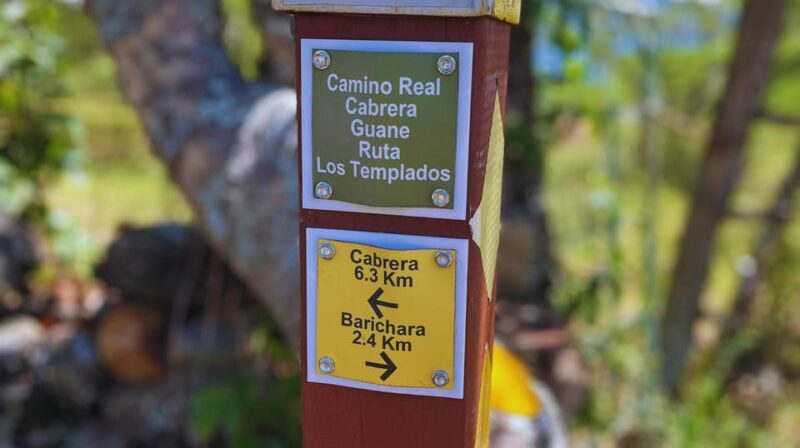 Camino Real
Cabrera
Guane
Ruta
Los Templados
Cabrera
6.3 Km
←
Barichara
2.4 Km
→